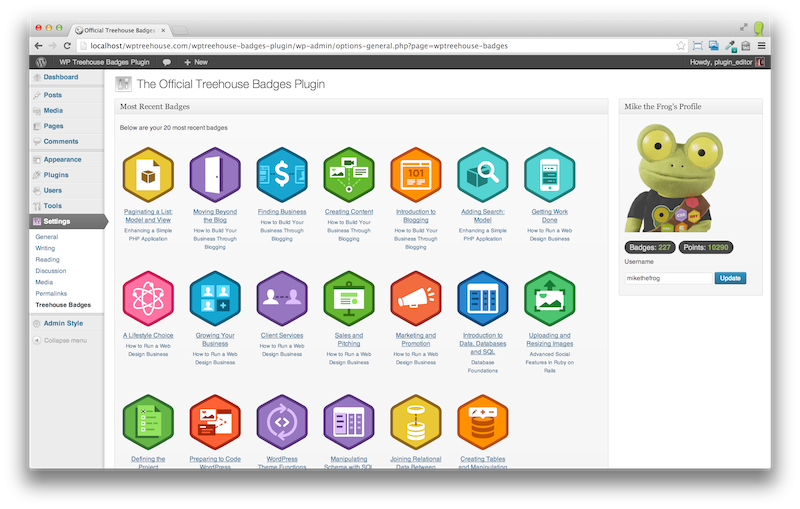 Official Treehouse Badges
localhost/wptreehouse.com/wptreehouse-badges-plugin/wp-admin/options-general.php?page=wptreehouse-badges
WP Treehouse Badges Plugin
+ New
Howdy, plugin_editor
Dashboard
Posts
Media
Pages
Comments
Appearance
Plugins
Users
Tools
Settings
General
Writing
Reading
Discussion
Media
Permalinks
Treehouse Badges
Admin Style
Collapse menu
The Official Treehouse Badges Plugin
Most Recent Badges
Below are your 20 most recent badges
Paginating a List:
Model and View
Enhancing a Simple
PHP Application
Moving Beyond
the Blog
How to Build Your
Business Through
Blogging
$
Finding Business
How to Build Your
Business Through
Blogging
Creating Content
How to Build Your
Business Through
Blogging
101
Introduction to
Blogging
How to Build Your
Business Through
Blogging
Adding Search:
Model
Enhancing a Simple
PHP Application
Getting Work
Done
How to Run a Web
Design Business
A Lifestyle Choice
How to Run a Web
Design Business
Growing Your
Business
How to Run a Web
Design Business
Client Services
How to Run a Web
Design Business
Sales and
Pitching
How to Run a Web
Design Business
Marketing and
Promotion
How to Run a Web
Design Business
Introduction to
Data, Databases
and SQL
Database
Foundations
Uploading and
Resizing Images
Advanced Social
Features in Ruby on
Rails
Defining the
Project
Preparing to Code
WordPress
WordPress
Theme Functions
Manipulating
Schema with SQL
Joining Relational
Data Between
Creating Tables
and Manipulating
Mike the Frog's Profile
Badges: 227
Points: 10290
Username
mikethefrog
Update